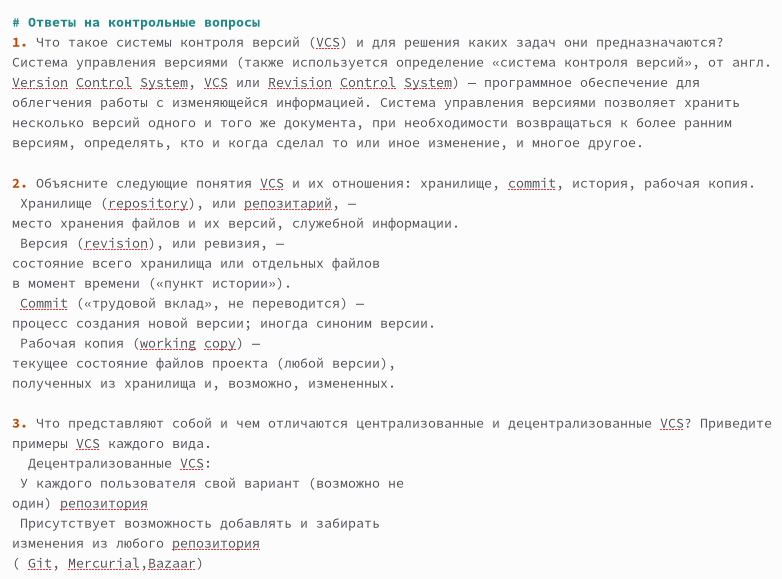 # Ответы на контрольные вопросы
1. Что такое системы контроля версий (VCS) и для решения каких задач они предназначаются?
Система управления версиями (также используется определение «система контроля версий», от англ.
Version Control System, VCS или Revision Control System) — программное обеспечение для
облегчения работы с изменяющейся информацией. Система управления версиями позволяет хранить
несколько версий одного и того же документа, при необходимости возвращаться к более ранним
версиям, определять, кто и когда сделал то или иное изменение, и многое другое.
2. Объясните следующие понятия VCS и их отношения: хранилище, commit, история, рабочая копия.
Хранилище (repository), или репозитарий, —
место хранения файлов и их версий, служебной информации.
Версия (revision), или ревизия, —
состояние всего хранилища или отдельных файлов
в момент времени («пункт истории»).
Commit («трудовой вклад», не переводится) —
процесс создания новой версии; иногда синоним версии.
Рабочая копия (working copy) —
текущее состояние файлов проекта (любой версии),
полученных из хранилища и, возможно, измененных.
3. Что представляют собой и чем отличаются централизованные и децентрализованные VCS? Приведите
примеры VCS каждого вида.
Децентрализованные VCS:
У каждого пользователя свой вариант (возможно не
один) репозитория
Присутствует возможность добавлять и забирать
изменения из любого репозитория
( Git, Mercurial,Bazaar)